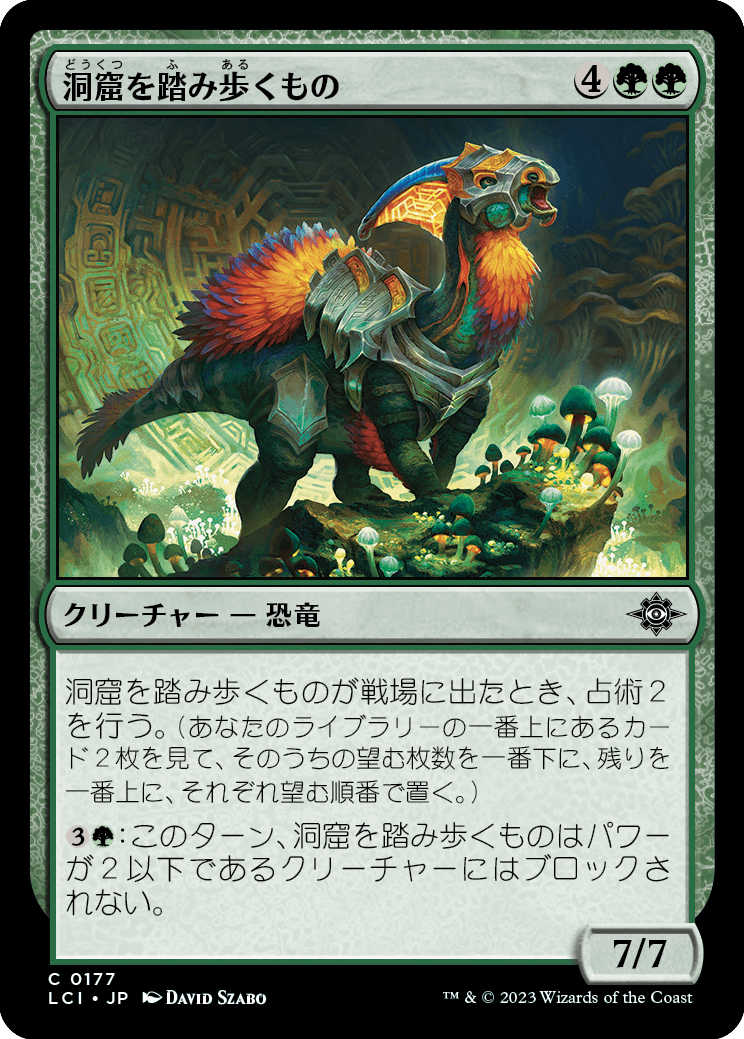 どうくつ ふ ある
洞窟を踏み歩くもの 4
クリーチャー — 恐竜
洞窟を踏み歩くものが戦場に出たとき、占術2
を行う。(あなたのライブラリーの一番上にあるカー
ド2枚を見て、そのうちの望む枚数を一番下に、残りを
一番上に、それぞれ望む順番で置く。)
3:このターン、洞窟を踏み歩くものはパワー
が2以下であるクリーチャーにはブロックさ
れない。
7/7
C 0177
LCI • JP David Szabo
™ & © 2023 Wizards of the Coast